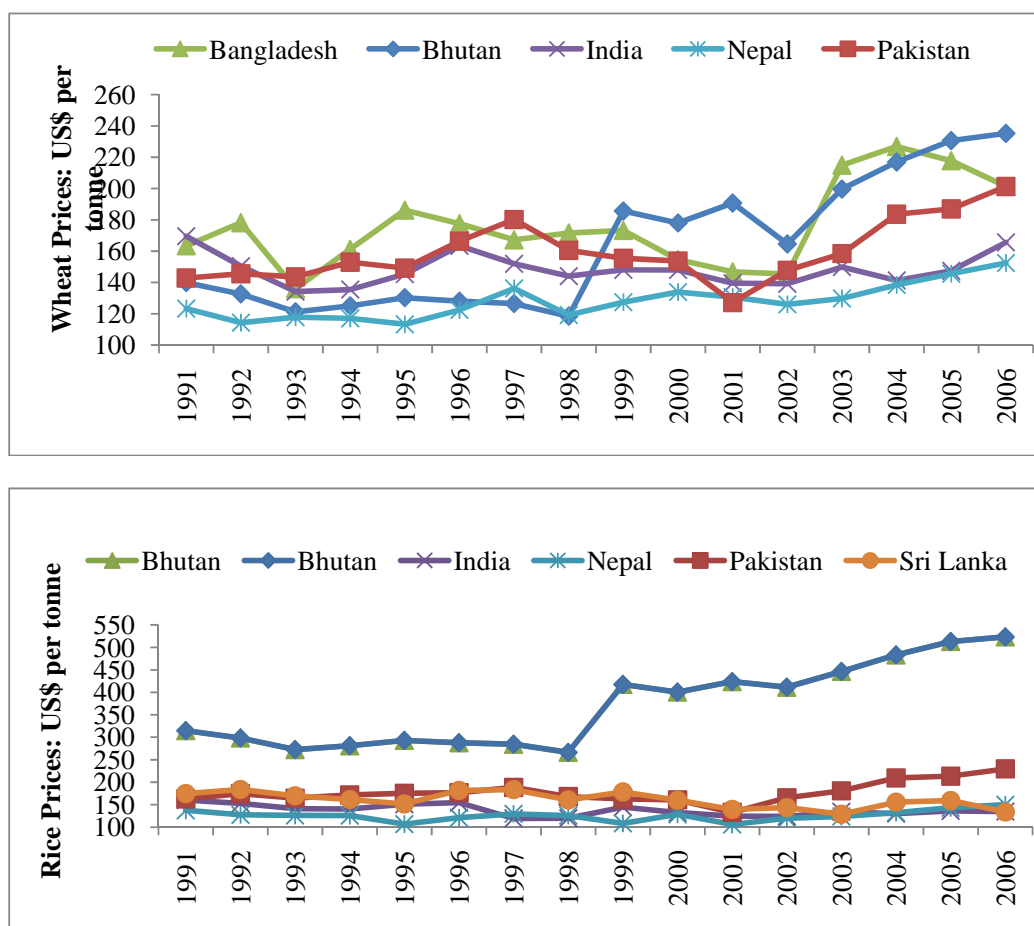 Bangladesh Bhutan India Nepal Pakistan
Wheat Prices: US$ per
tonne
260
240
220
200
180
160
140
120
100
1991 1992 1993 1994 1995 1996 1997 1998 1999 2000 2001 2002 2003 2004 2005 2006
Bhutan Bhutan India Nepal Pakistan Sri Lanka
Rice Prices: US$ per tonne
550
500
450
400
350
300
250
200
150
100
1991 1992 1993 1994 1995 1996 1997 1998 1999 2000 2001 2002 2003 2004 2005 2006